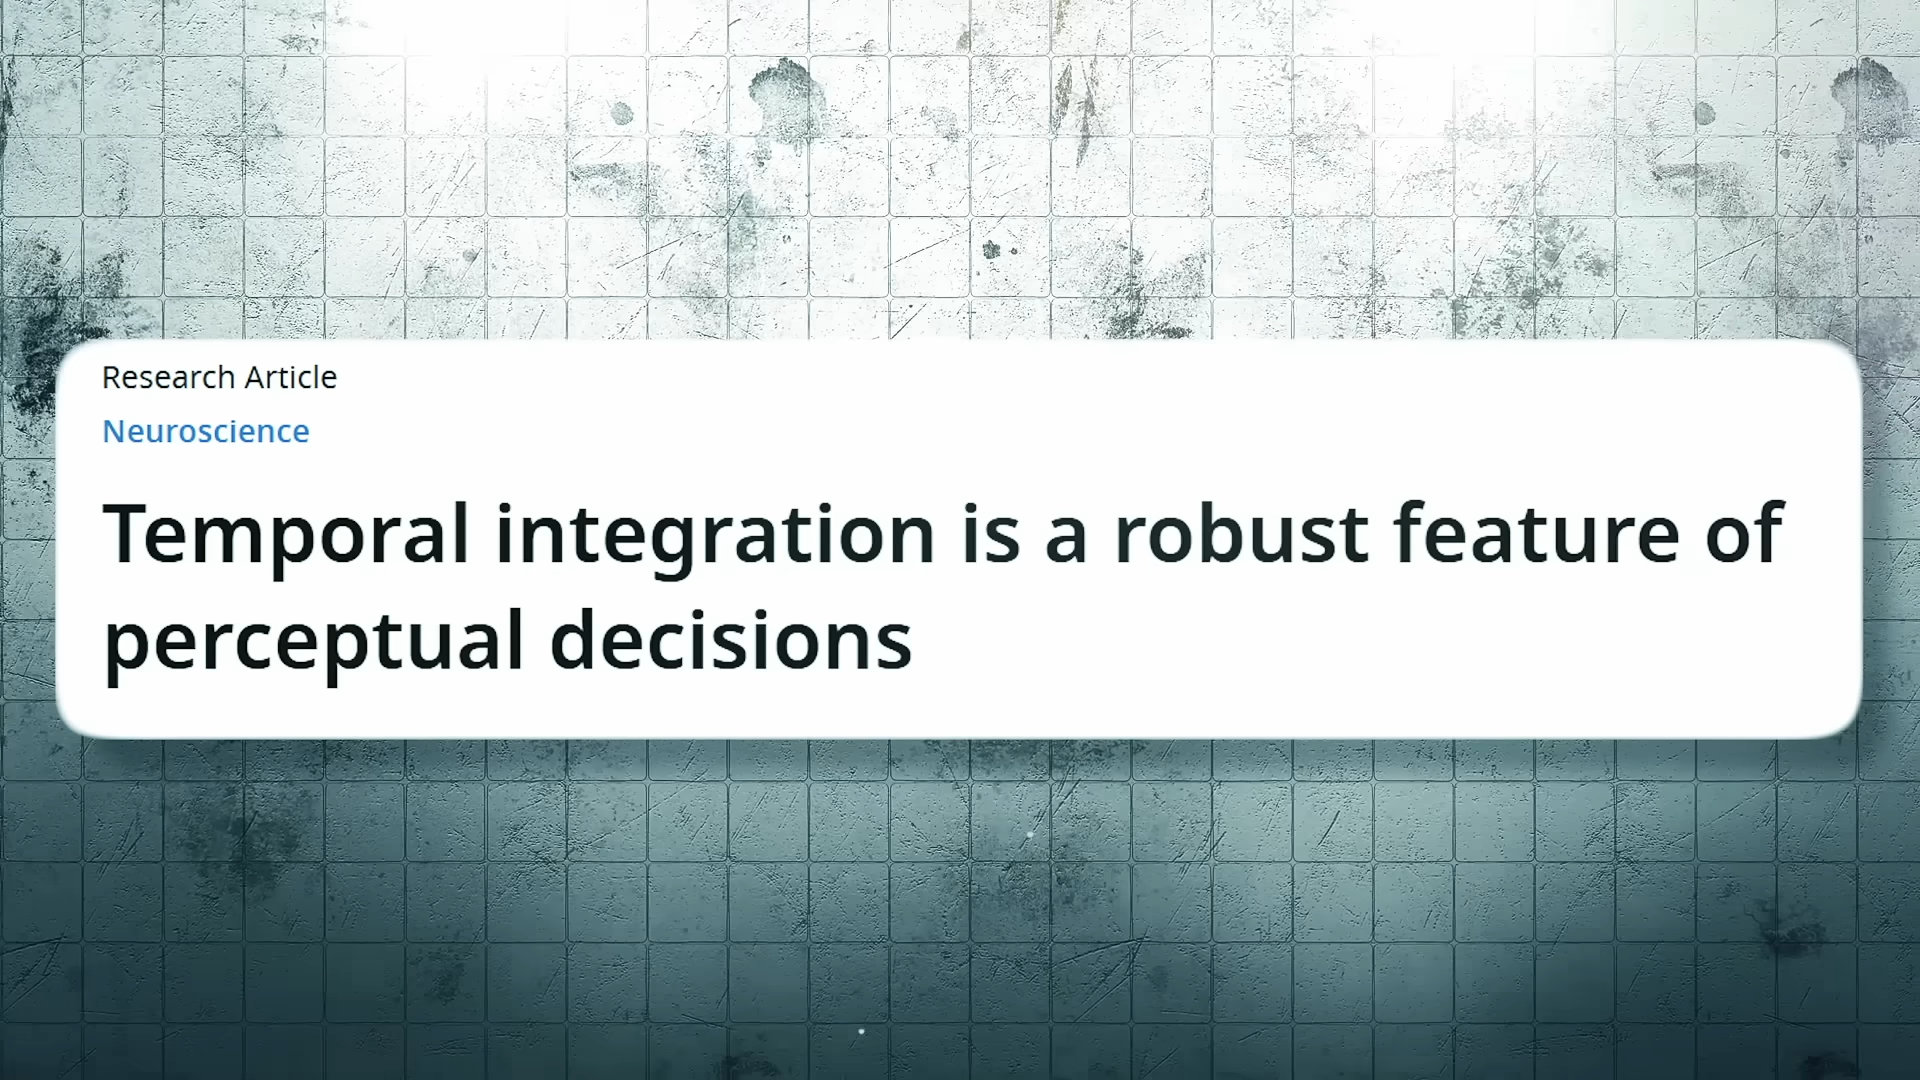 Research Article
Neuroscience
Temporal integration is a robust feature of
perceptual decisions